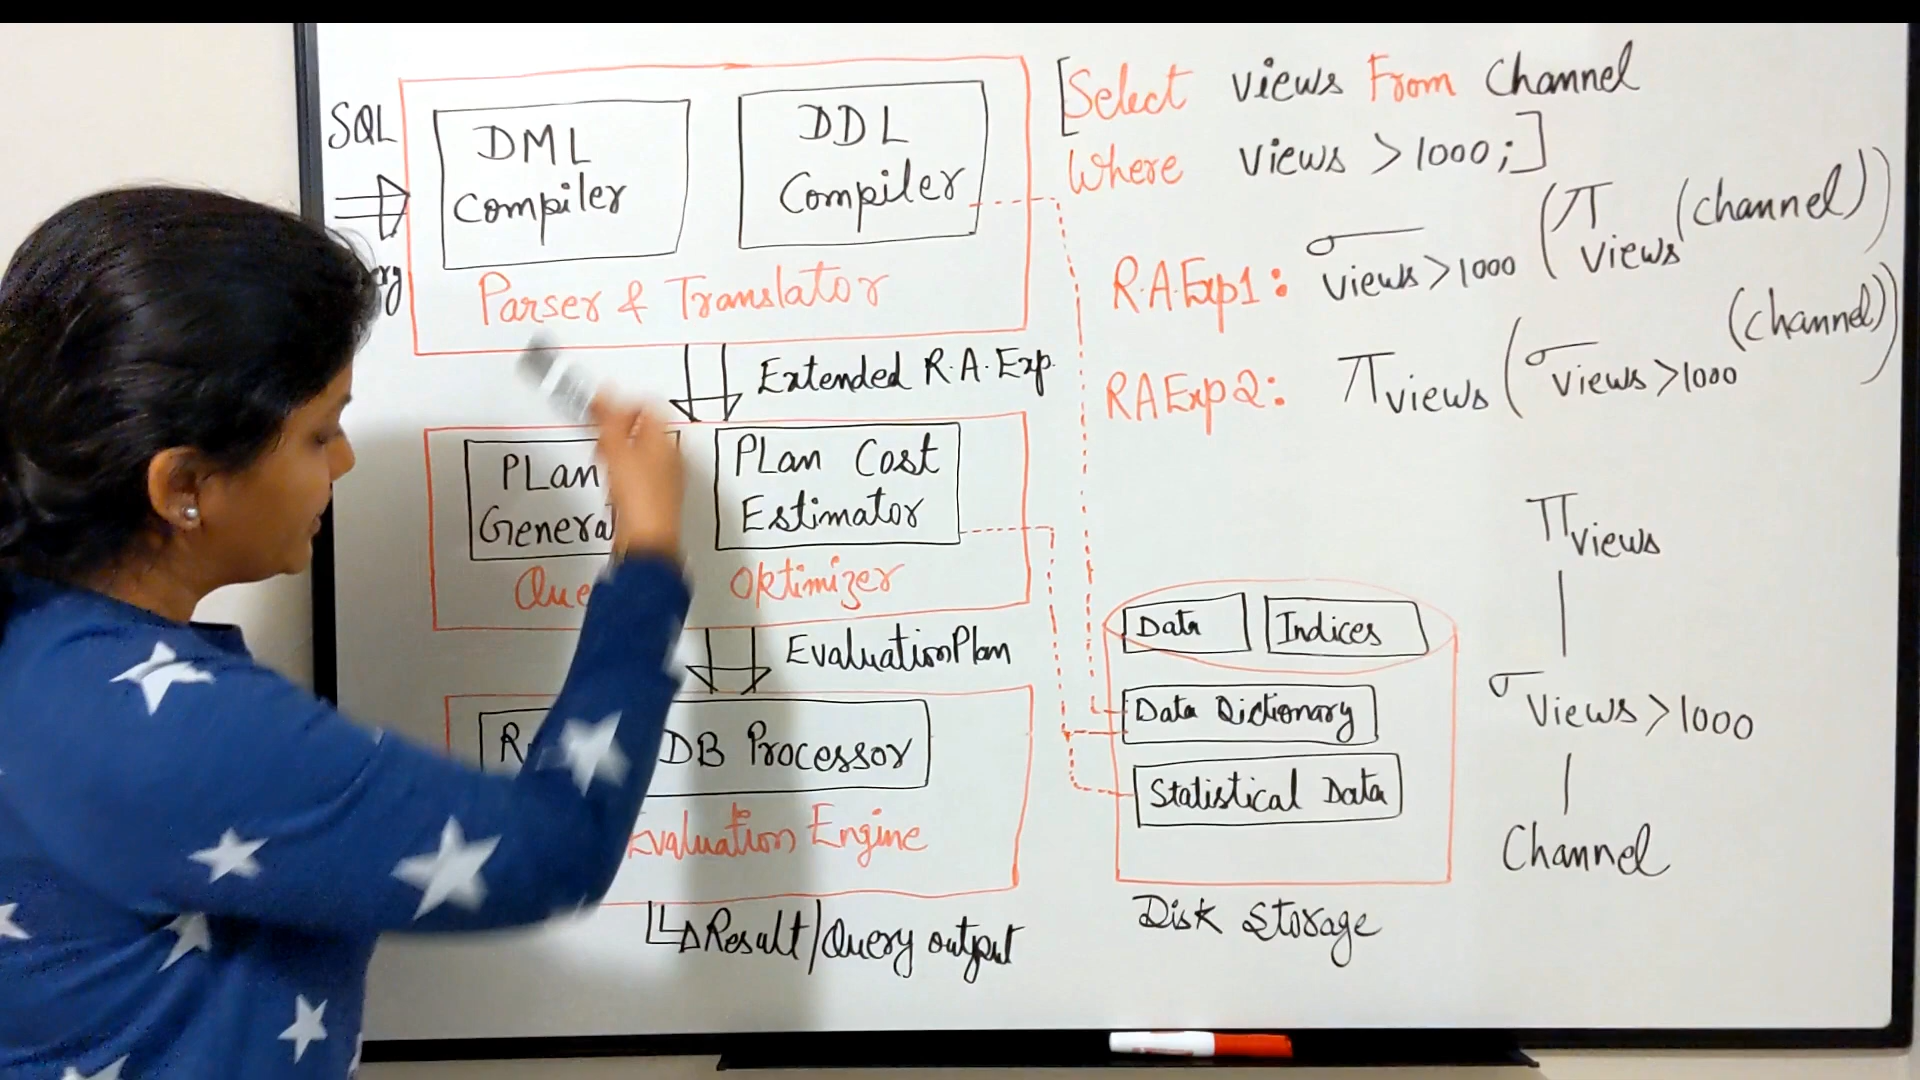 SQL
DML
Compiler
DDL
Compiler
Parser & Translator
Extended R.A.Exp.
PLan
PLan Cost
Estimator
Optimizer
Evaluation Plan
DB Processor
Evaluation Engine
Result/Query output
[Select views From Channel
Where views >1000;]
R.A.Exp1: σ views>1000 (π views (channel))
RA Exp2: π views (σ views>1000 (channel))
π views
σ views>1000
Channel
Data
Indices
Data Dictionary
Statistical Data
Disk Storage